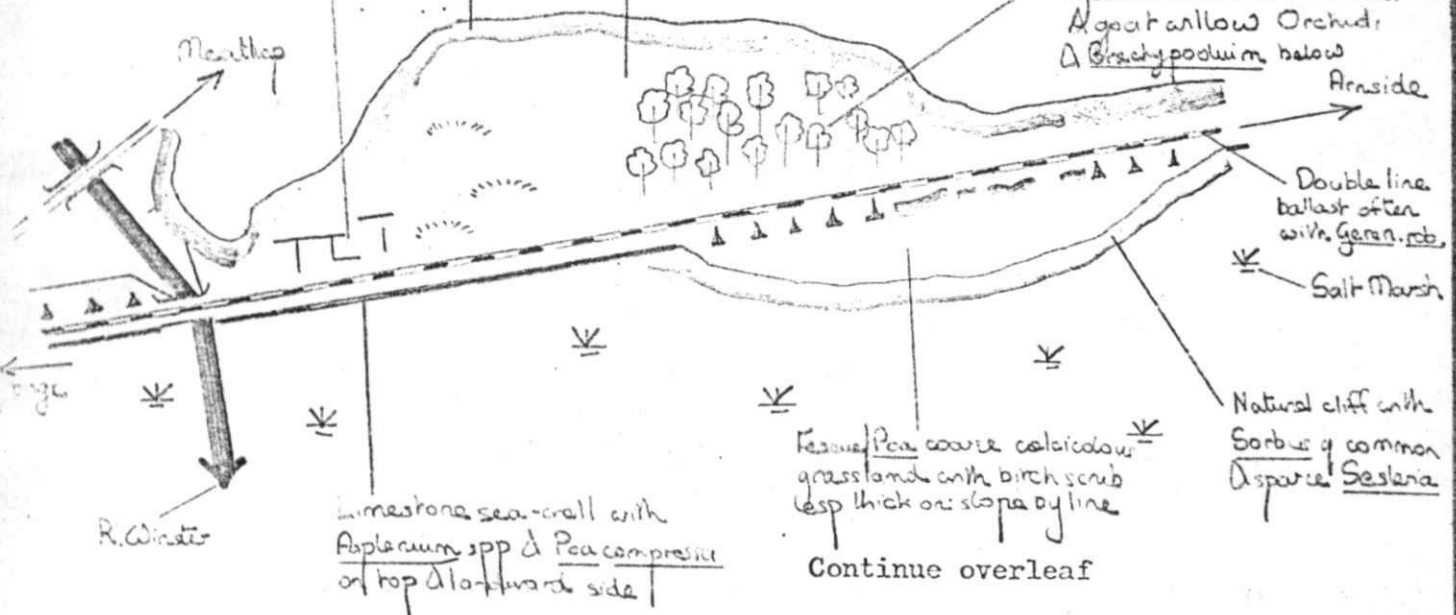 Meathop
& goat willow Orchids
& Brachypodium below
Arnside
Double line
ballast often
with Geran. rob.
Salt Marsh
Natural cliff with
Sorbus
common
& sparse Sesleria
Fescue/Poa coarse calcicolous
grassland with birch scrub
esp thick on slope by line
R. Winster
Limestone sea-wall with
Asplenium spp & Poa compressa
on top & landward side
Continue overleaf